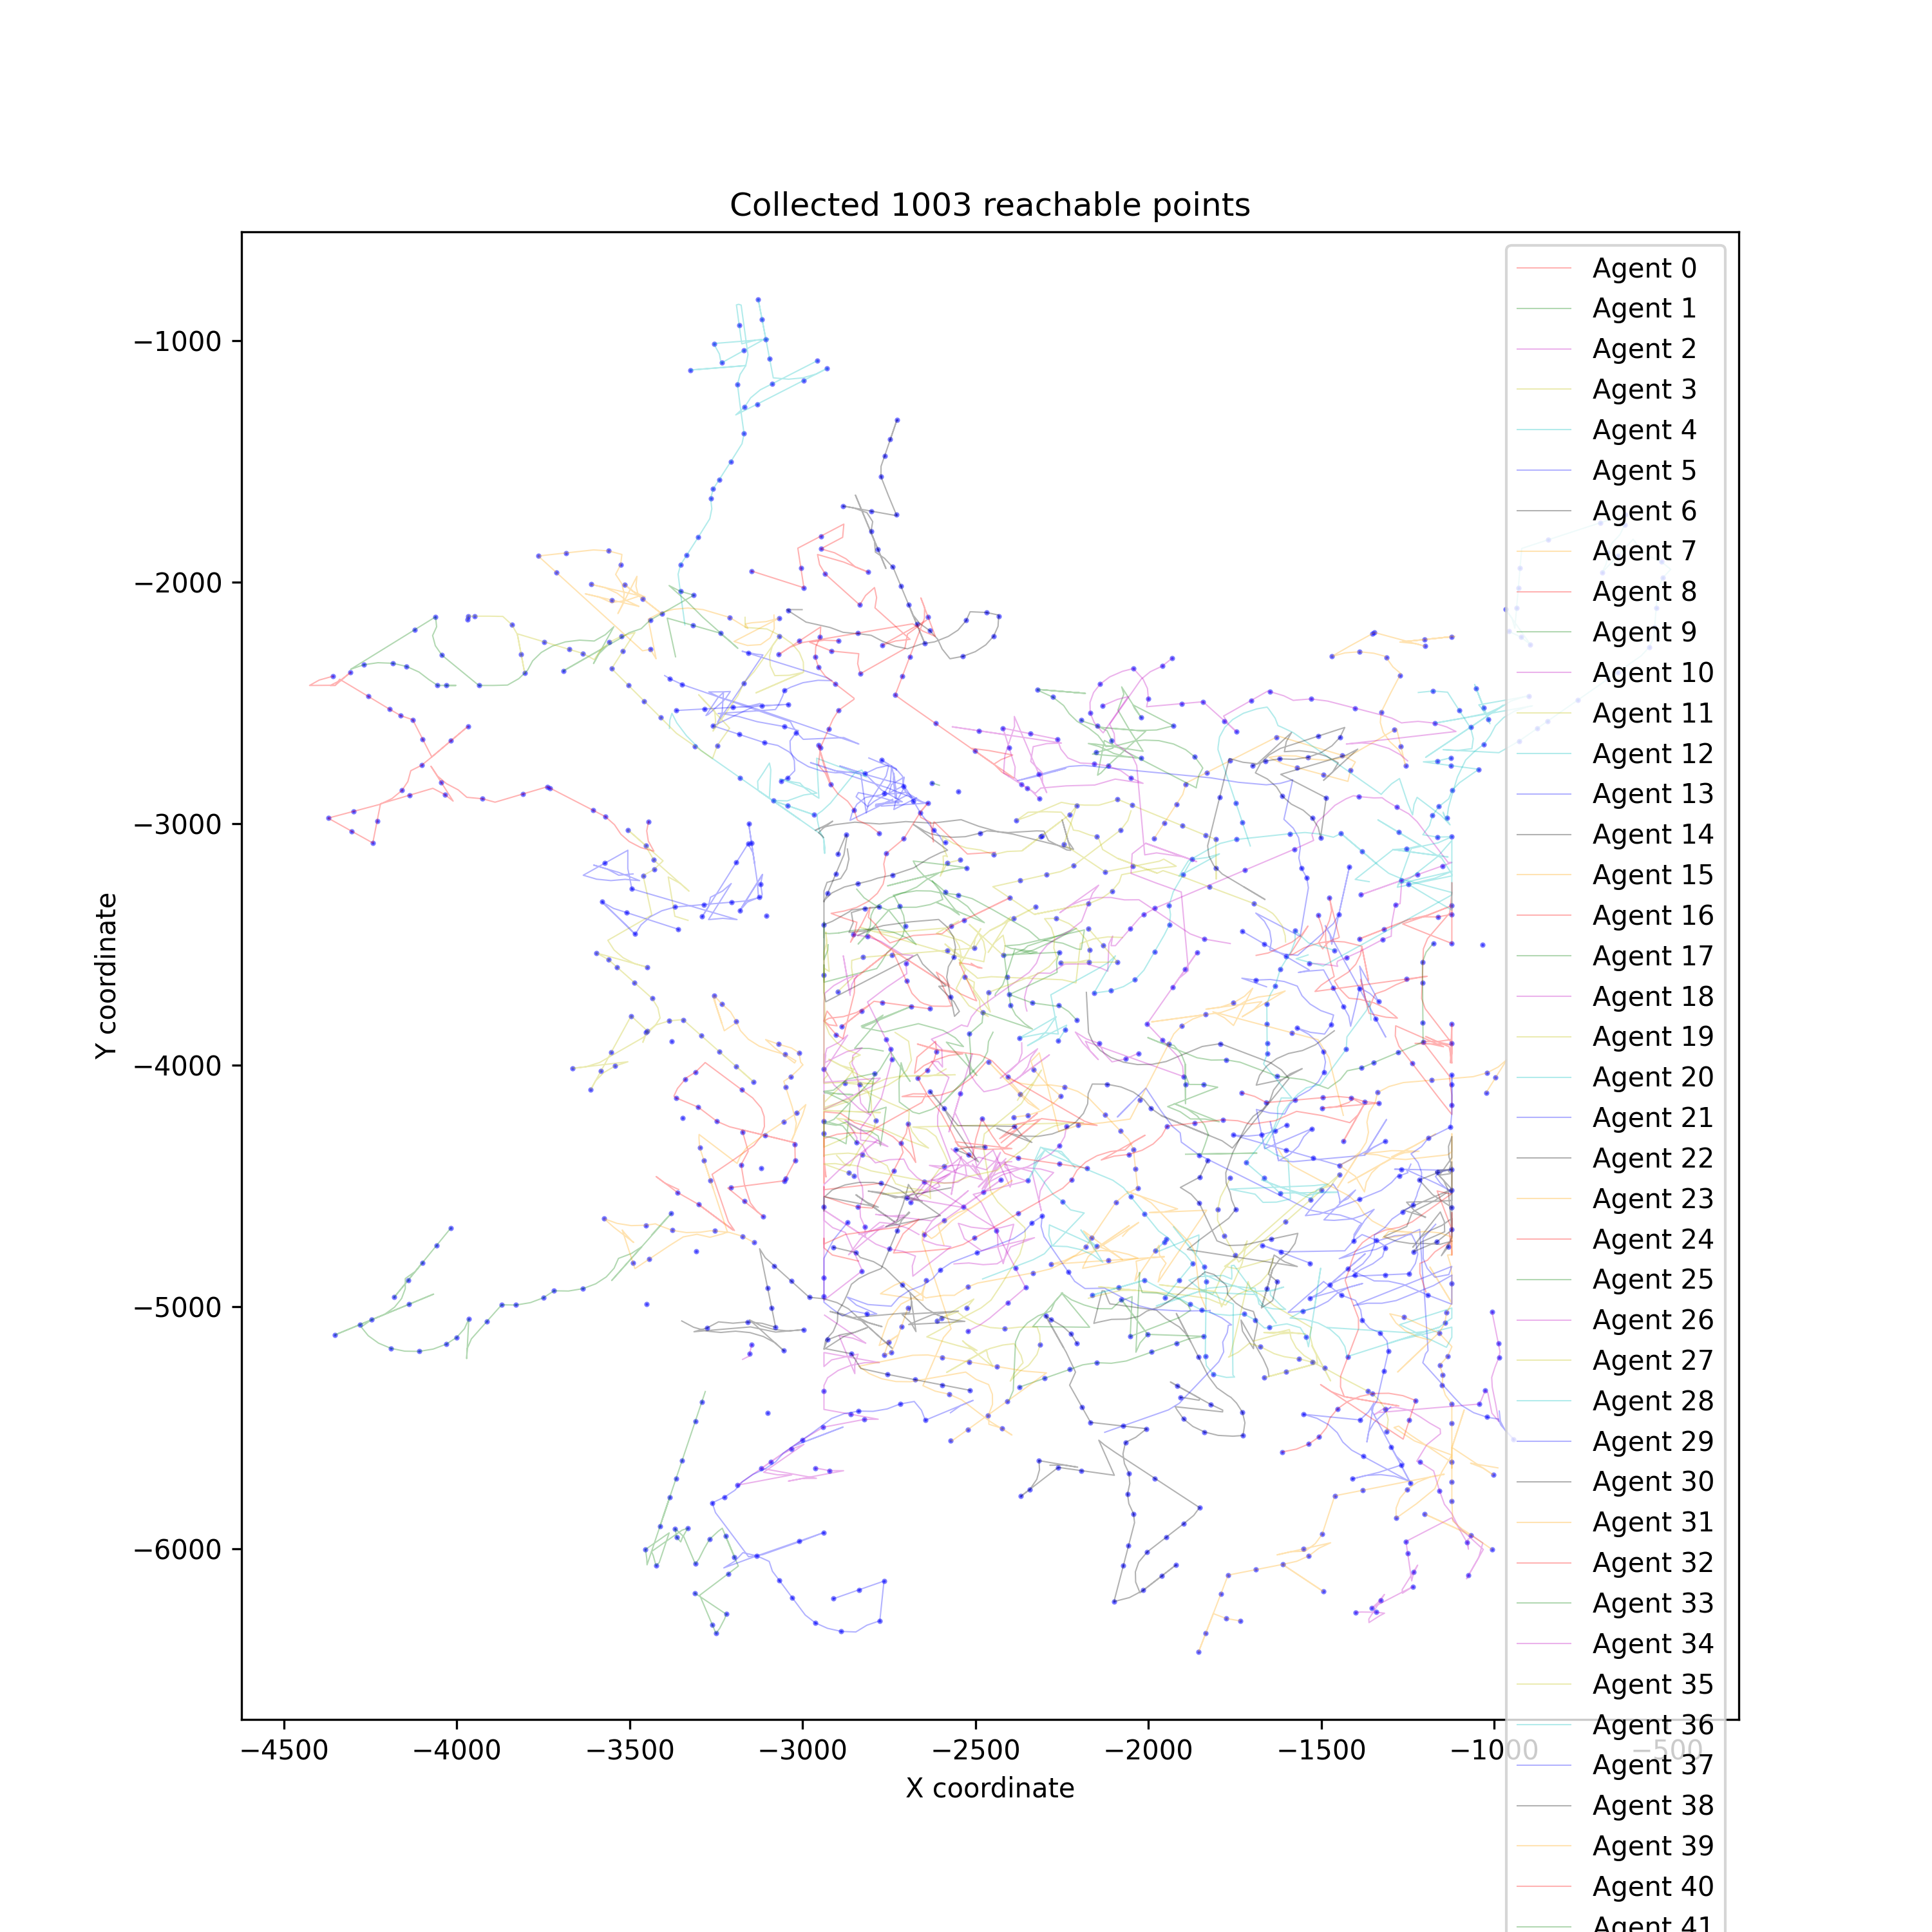 Collected 1003 reachable points
Y coordinate
−1000
−2000
−3000
−4000
−5000
−6000
−4500
−4000
−3500
−3000
−2500
−2000
−1500
−1000
−500
X coordinate
Agent 0
Agent 1
Agent 2
Agent 3
Agent 4
Agent 5
Agent 6
Agent 7
Agent 8
Agent 9
Agent 10
Agent 11
Agent 12
Agent 13
Agent 14
Agent 15
Agent 16
Agent 17
Agent 18
Agent 19
Agent 20
Agent 21
Agent 22
Agent 23
Agent 24
Agent 25
Agent 26
Agent 27
Agent 28
Agent 29
Agent 30
Agent 31
Agent 32
Agent 33
Agent 34
Agent 35
Agent 36
Agent 37
Agent 38
Agent 39
Agent 40
Agent 41